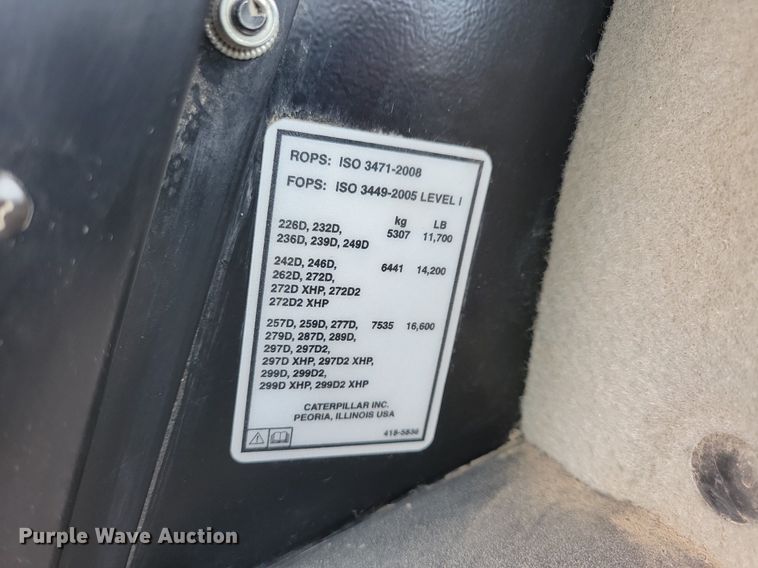 ROPS: ISO 3471-2008
FOPS: ISO 3449-2005 LEVEL I
kg LB
226D, 232D, 5307 11,700
236D, 239D, 249D
242D, 246D, 6441 14,200
262D, 272D,
272D XHP, 272D2
272D2 XHP
257D, 259D, 277D, 7535 16,600
279D, 287D, 289D,
297D, 297D2,
297D XHP, 297D2 XHP,
299D, 299D2,
299D XHP, 299D2 XHP
CATERPILLAR INC.
PEORIA, ILLINOIS USA
418-5836
Purple Wave Auction